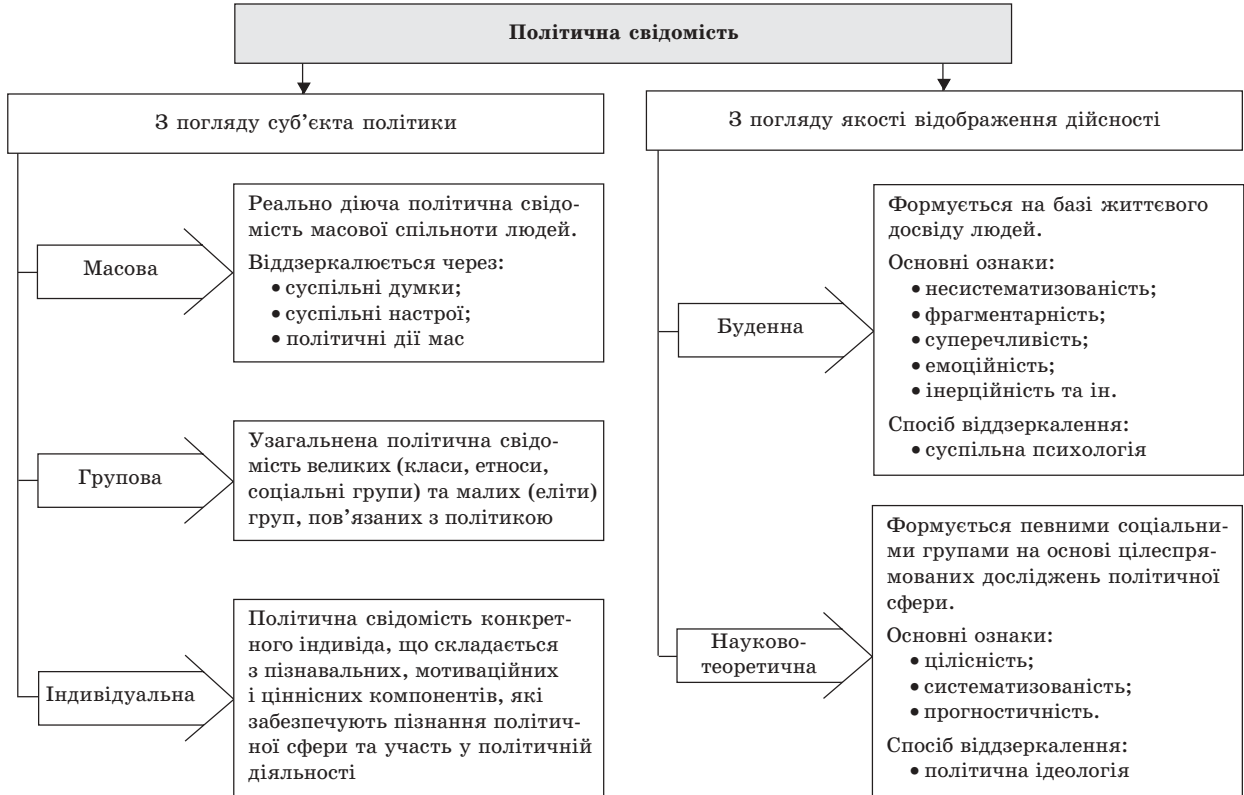 Політична свідомість
З погляду суб’єкта політики
Масова
Реально діюча політична свідо-
мість масової спільноти людей.
Віддзеркалюється через:
• суспільні думки;
• суспільні настрої;
• політичні дії мас
Групова
Узагальнена політична свідо-
мість великих (класи, етноси,
соціальні групи) та малих (еліти)
груп, пов’язаних з політикою
Індивідуальна
Політична свідомість конкрет-
ного індивіда, що складається
з пізнавальних, мотиваційних
і ціннісних компонентів, які
забезпечують пізнання політич-
ної сфери та участь у політичній
діяльності
З погляду якості відображення дійсності
Буденна
Формується на базі життєвого
досвіду людей.
Основні ознаки:
• несистематизованість;
• фрагментарність;
• суперечливість;
• емоційність;
• інерційність та ін.
Спосіб віддзеркалення:
• суспільна психологія
Науково-
теоретична
Формується певними соціальни-
ми групами на основі цілеспря-
мованих досліджень політичної
сфери.
Основні ознаки:
• цілісність;
• систематизованість;
• прогностичність.
Спосіб віддзеркалення:
• політична ідеологія